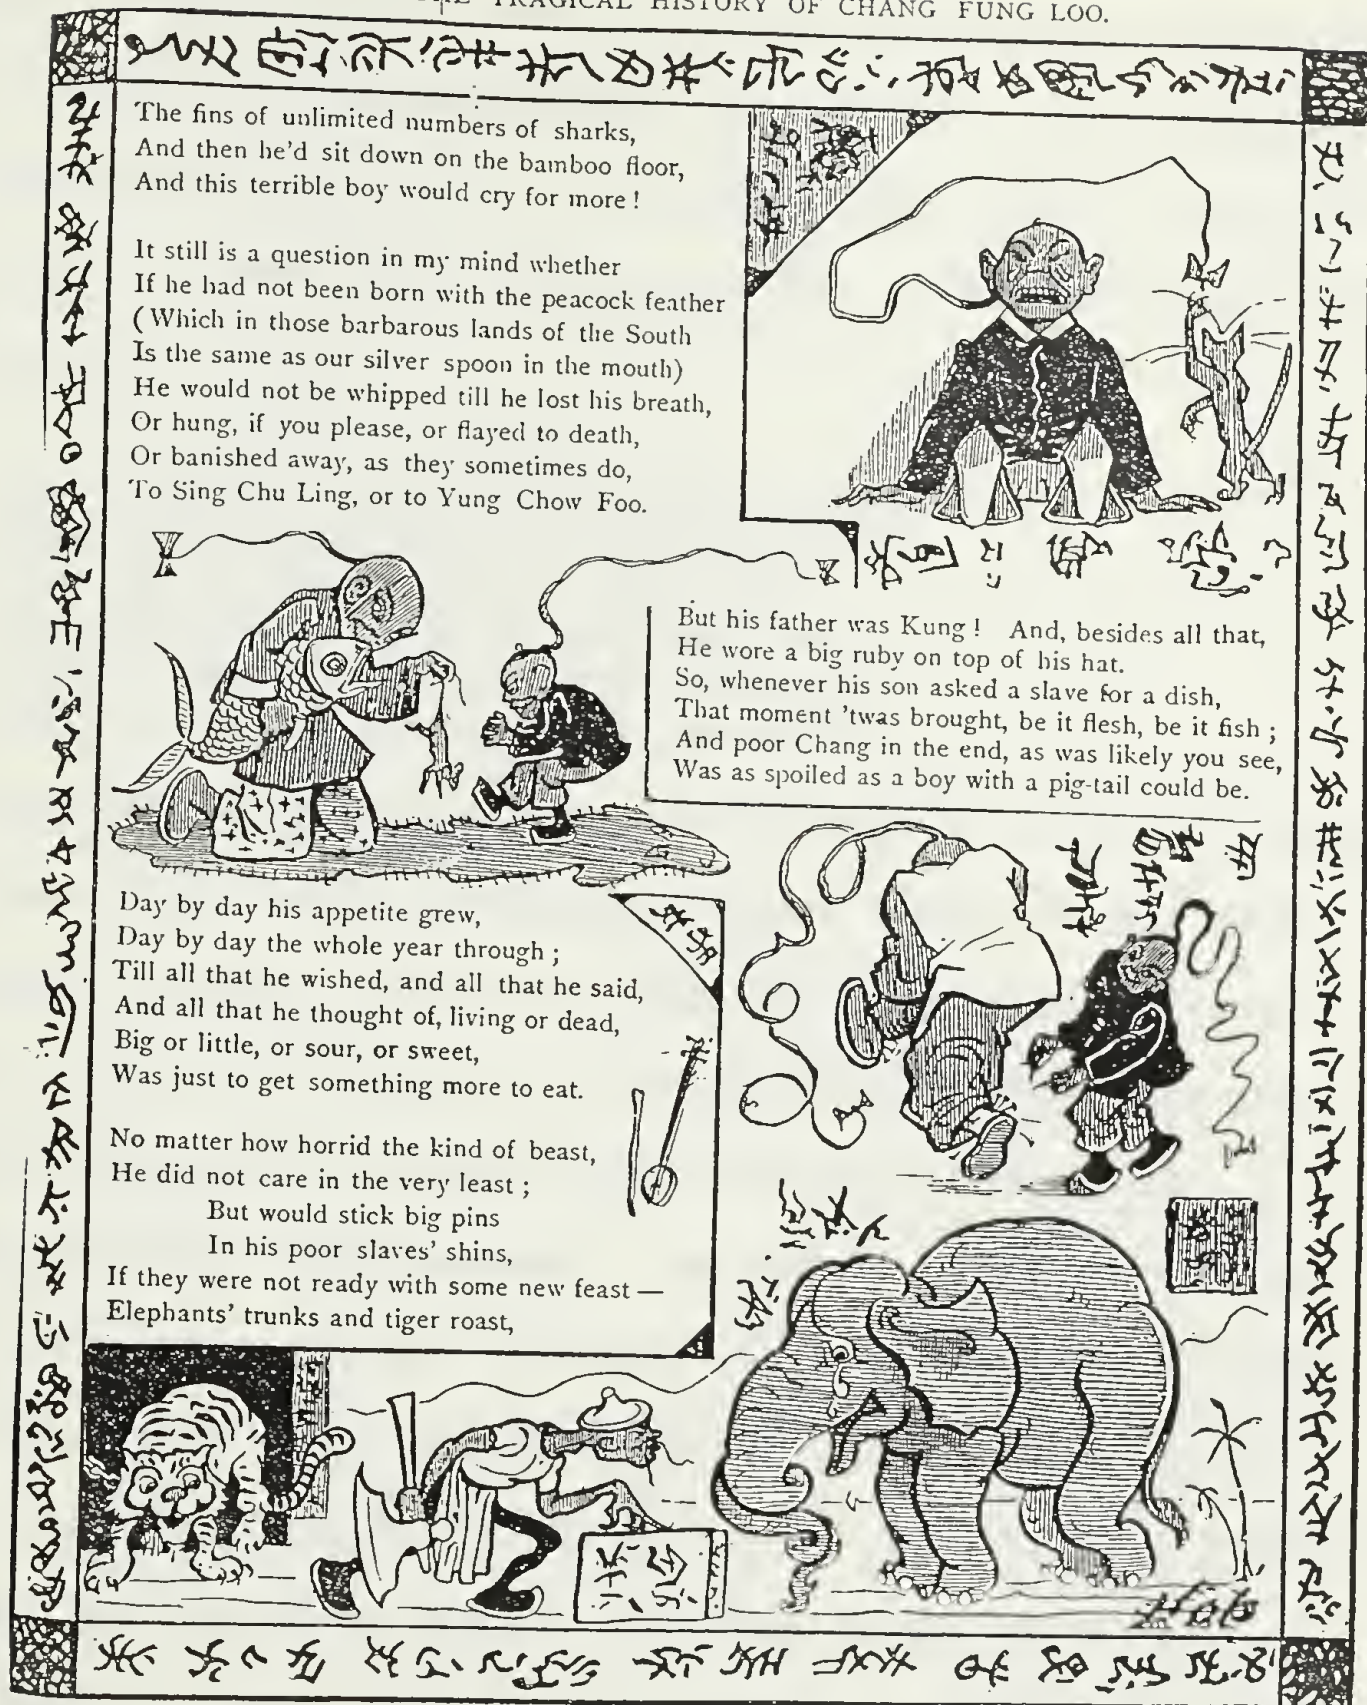 TRAGICAL HISTORY OF CHANG FUNG LOO.
The fins of unlimited numbers of sharks,
And then he'd sit down on the bamboo floor,
And this terrible boy would cry for more!
It still is a question in my mind whether
If he had not been born with the peacock feather
(Which in those barbarous lands of the South
Is the same as our silver spoon in the mouth)
He would not be whipped till he lost his breath,
Or hung, if you please, or flayed to death,
Or banished away, as they sometimes do,
To Sing Chu Ling, or to Yung Chow Foo.
But his father was Kung! And, besides all that,
He wore a big ruby on top of his hat.
So, whenever his son asked a slave for a dish,
That moment 'twas brought, be it flesh, be it fish;
And poor Chang in the end, as was likely you see,
Was as spoiled as a boy with a pig-tail could be.
Day by day his appetite grew,
Day by day the whole year through;
Till all that he wished, and all that he said,
And all that he thought of, living or dead,
Big or little, or sour, or sweet,
Was just to get something more to eat.
No matter how horrid the kind of beast,
He did not care in the very least;
But would stick big pins
In his poor slaves' shins,
If they were not ready with some new feast —
Elephants' trunks and tiger roast,